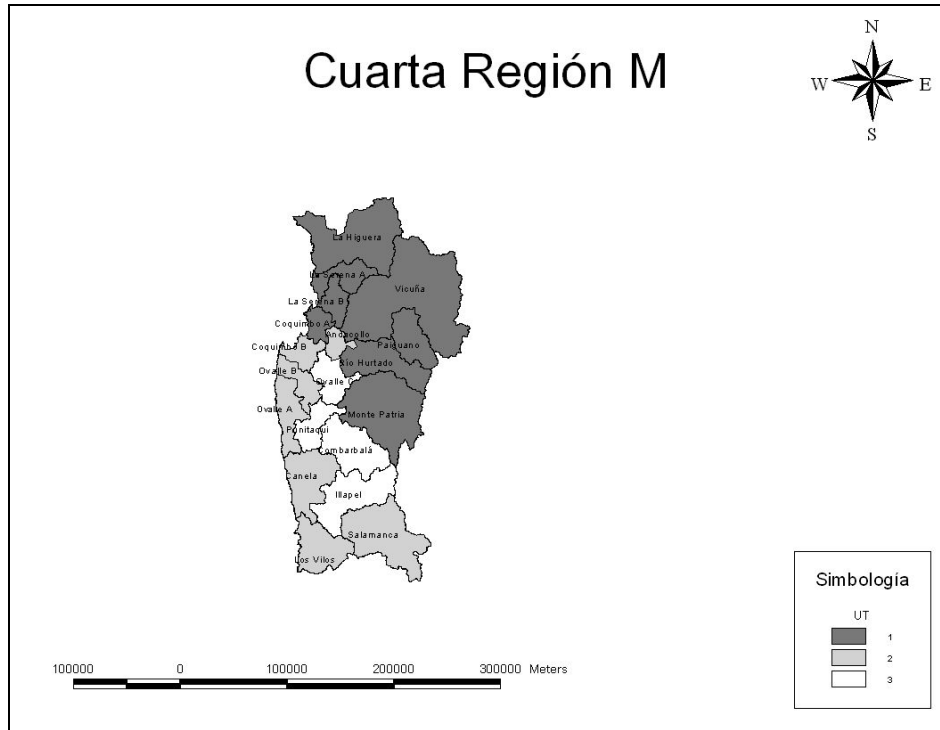 Cuarta Región M
N
W E
S
La Higuera
La Serena A
Vicuña
La Serena B
Coquimbo A
Andacollo
Coquimbo B
Paiguano
Río Hurtado
Ovalle B
Ovalle C
Ovalle A
Monte Patria
Punitaqui
Combarbalá
Canela
Illapel
Salamanca
Los Vilos
Simbología
UT
1
2
3
100000 0 100000 200000 300000 Meters